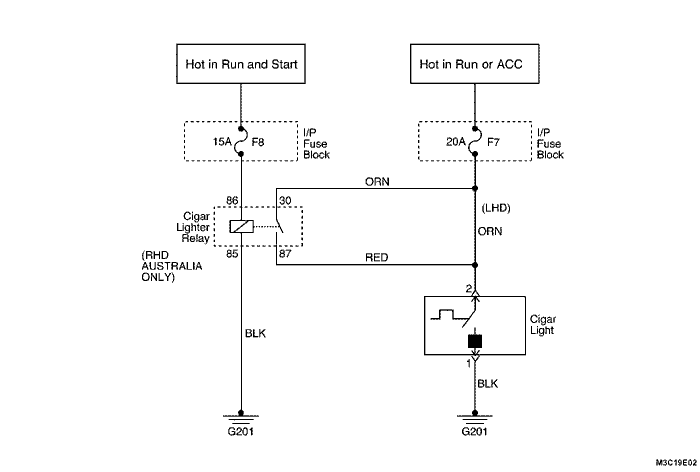 Hot in Run and Start
Hot in Run or ACC
15A F8
I/P
Fuse
Block
20A F7
I/P
Fuse
Block
ORN
86
30
(LHD)
Cigar
Lighter
Relay
ORN
85
87
RED
(RHD
AUSTRALIA
ONLY)
2
Cigar
Light
BLK
1
BLK
G201
G201
M3C19E02